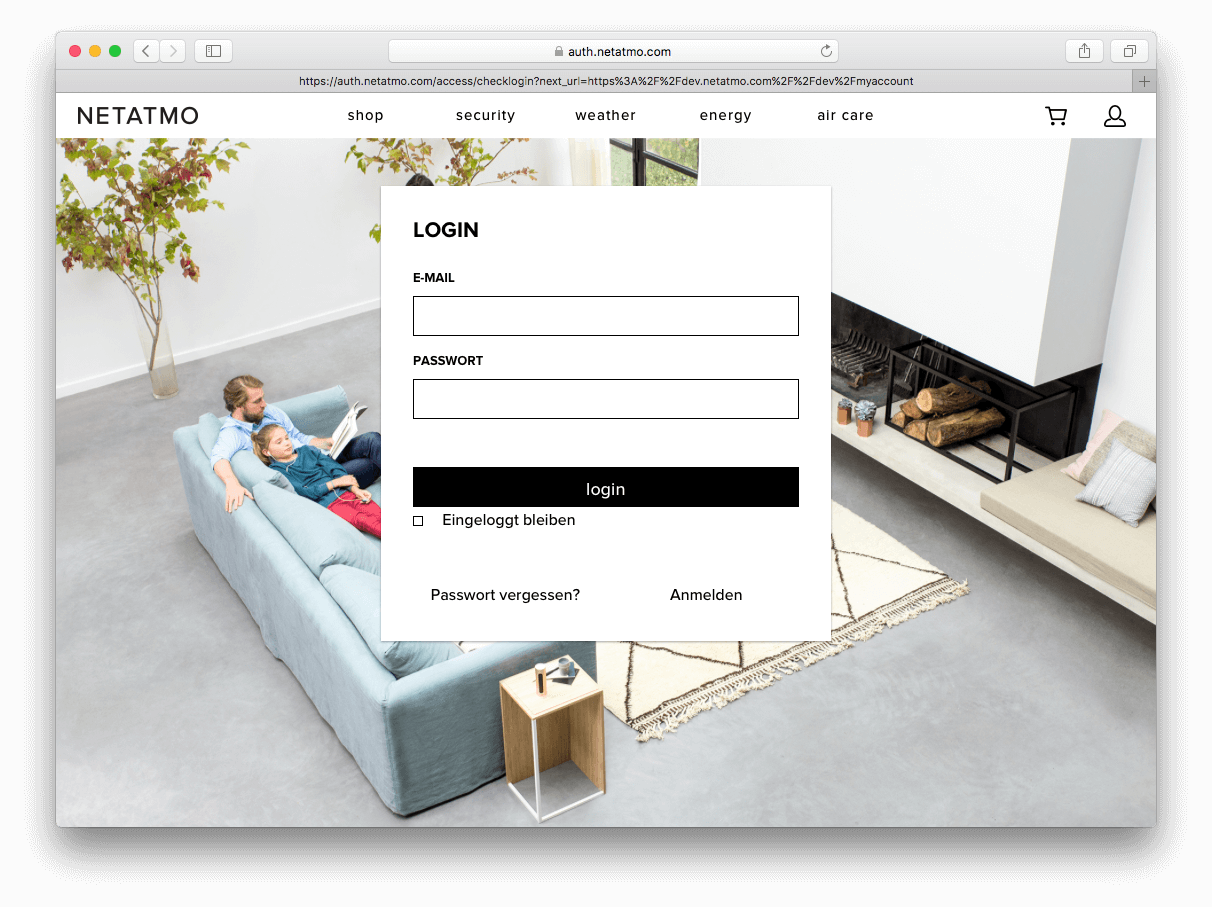 auth.netatmo.com
https://auth.netatmo.com/access/checklogin?next_url=https%3A%2F%2Fdev.netatmo.com%2F%2Fdev%2Fmyaccount
NETATMO shop security weather energy air care
LOGIN
E-MAIL
PASSWORT
login
Eingeloggt bleiben
Passwort vergessen? Anmelden